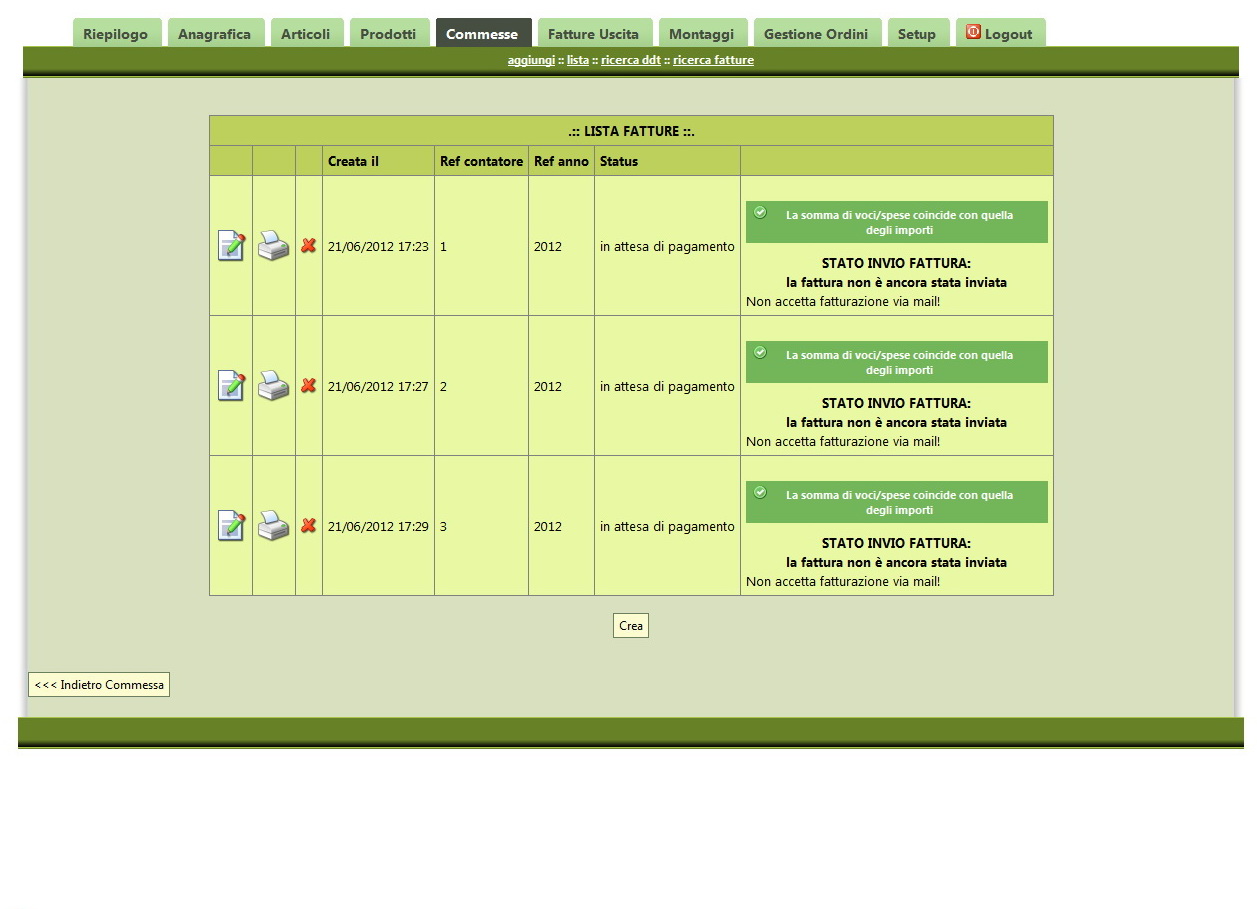 Riepilogo Anagrafica Articoli Prodotti Commesse Fatture Uscita Montaggi Gestione Ordini Setup Logout
aggiungi :: lista :: ricerca ddt :: ricerca fatture
.:: LISTA FATTURE ::.
Creata il Ref contatore Ref anno Status
21/06/2012 17:23 1 2012 in attesa di pagamento
La somma di voci/spese coincide con quella
degli importi
STATO INVIO FATTURA:
la fattura non è ancora stata inviata
Non accetta fatturazione via mail!
21/06/2012 17:27 2 2012 in attesa di pagamento
La somma di voci/spese coincide con quella
degli importi
STATO INVIO FATTURA:
la fattura non è ancora stata inviata
Non accetta fatturazione via mail!
21/06/2012 17:29 3 2012 in attesa di pagamento
La somma di voci/spese coincide con quella
degli importi
STATO INVIO FATTURA:
la fattura non è ancora stata inviata
Non accetta fatturazione via mail!
Crea
<<< Indietro Commessa